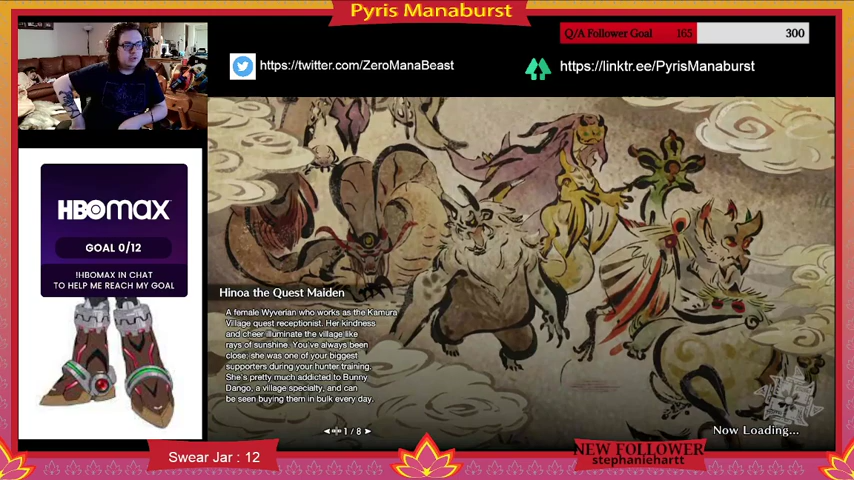 Pyris Manaburst
Q/A Follower Goal 165 300
https://twitter.com/ZeroManaBeast
https://linktr.ee/PyrisManaburst
HBOMAX
GOAL 0/12
!HBOMAX IN CHAT
TO HELP ME REACH MY GOAL
Hinoa the Quest Maiden
A female Wyverian who works as the Kamura
Village quest receptionist. Her kindness
and cheer illuminate the village like
rays of sunshine. You've always been
close; she was one of your biggest
supporters during your hunter training.
She's pretty much addicted to Bunny
Dango, a village specialty, and can
be seen buying them in bulk every day.
1 / 8
Now Loading...
Swear Jar : 12
NEW FOLLOWER
stephaniehartt